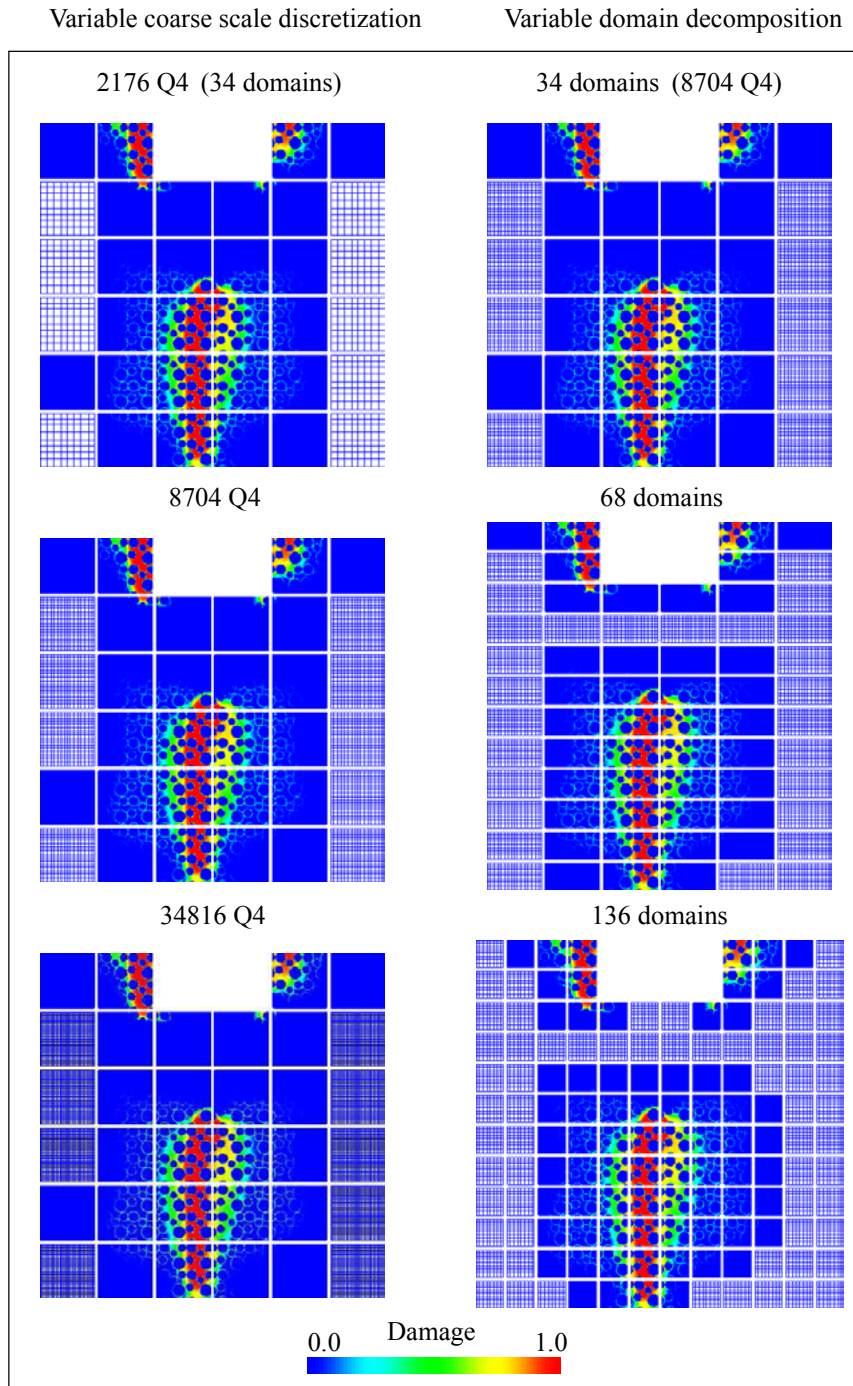 Variable coarse scale discretization
Variable domain decomposition
2176 Q4 (34 domains)
34 domains (8704 Q4)
8704 Q4
68 domains
34816 Q4
136 domains
Damage
0.0
1.0